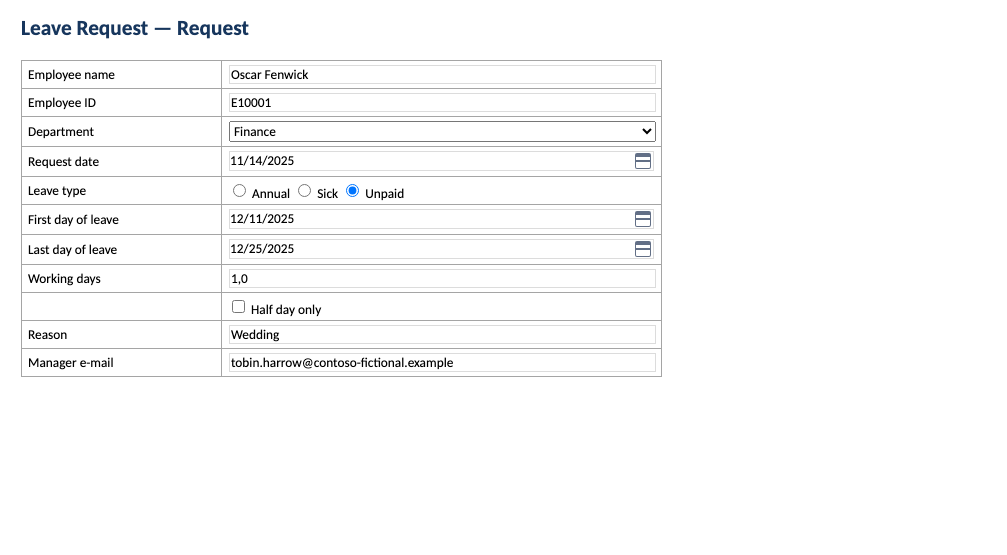 Leave Request — Request
Employee name Oscar Fenwick
Employee ID E10001
Department Finance
Request date 11/14/2025
Leave type Annual Sick Unpaid
First day of leave 12/11/2025
Last day of leave 12/25/2025
Working days 1,0
Half day only
Reason Wedding
Manager e-mail tobin.harrow@contoso-fictional.example